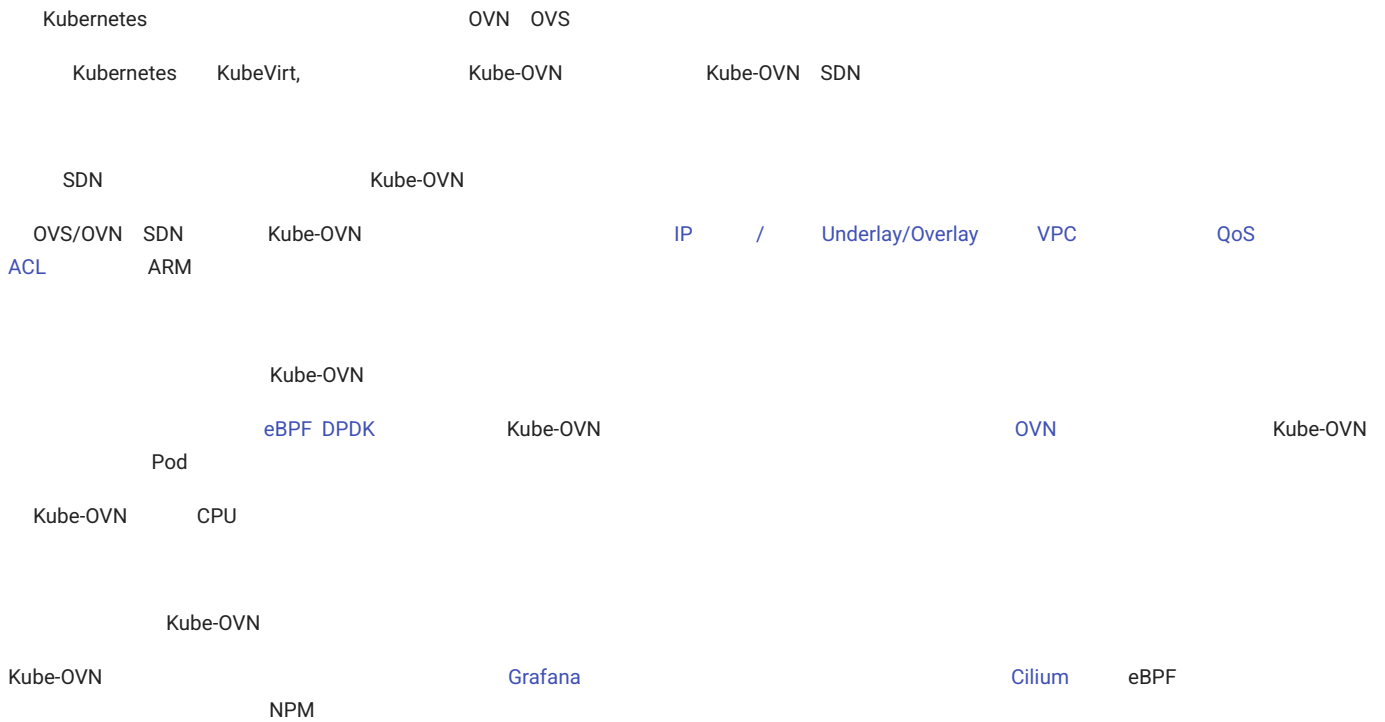 Kubernetes OVN OVS
Kubernetes KubeVirt, Kube-OVN Kube-OVN SDN
SDN Kube-OVN
OVS/OVN SDN Kube-OVN IP / Underlay/Overlay VPC QoS
ACL ARM
Kube-OVN
eBPF DPDK Kube-OVN OVN Kube-OVN
Pod
Kube-OVN CPU
Kube-OVN
Kube-OVN Grafana Cilium eBPF
NPM